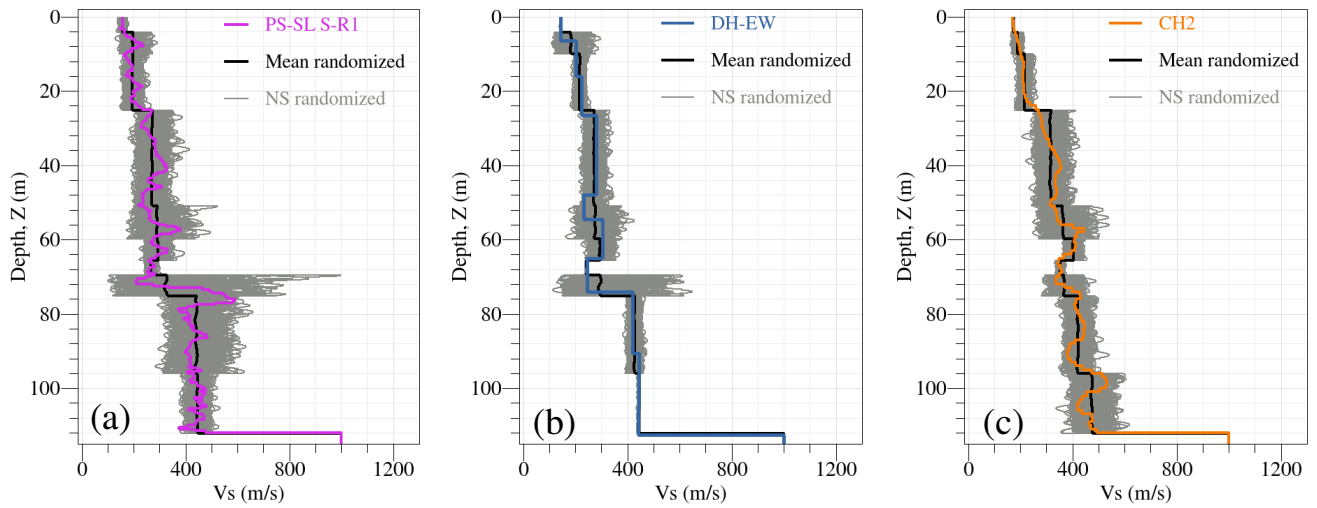 0
20
40
60
80
100
Depth, Z (m)
PS-SL S-R1
Mean randomized
NS randomized
(a)
0 400 800 1200
Vs (m/s)
0
20
40
60
80
100
Depth, Z (m)
DH-EW
Mean randomized
NS randomized
(b)
0 400 800 1200
Vs (m/s)
0
20
40
60
80
100
Depth, Z (m)
CH2
Mean randomized
NS randomized
(c)
0 400 800 1200
Vs (m/s)